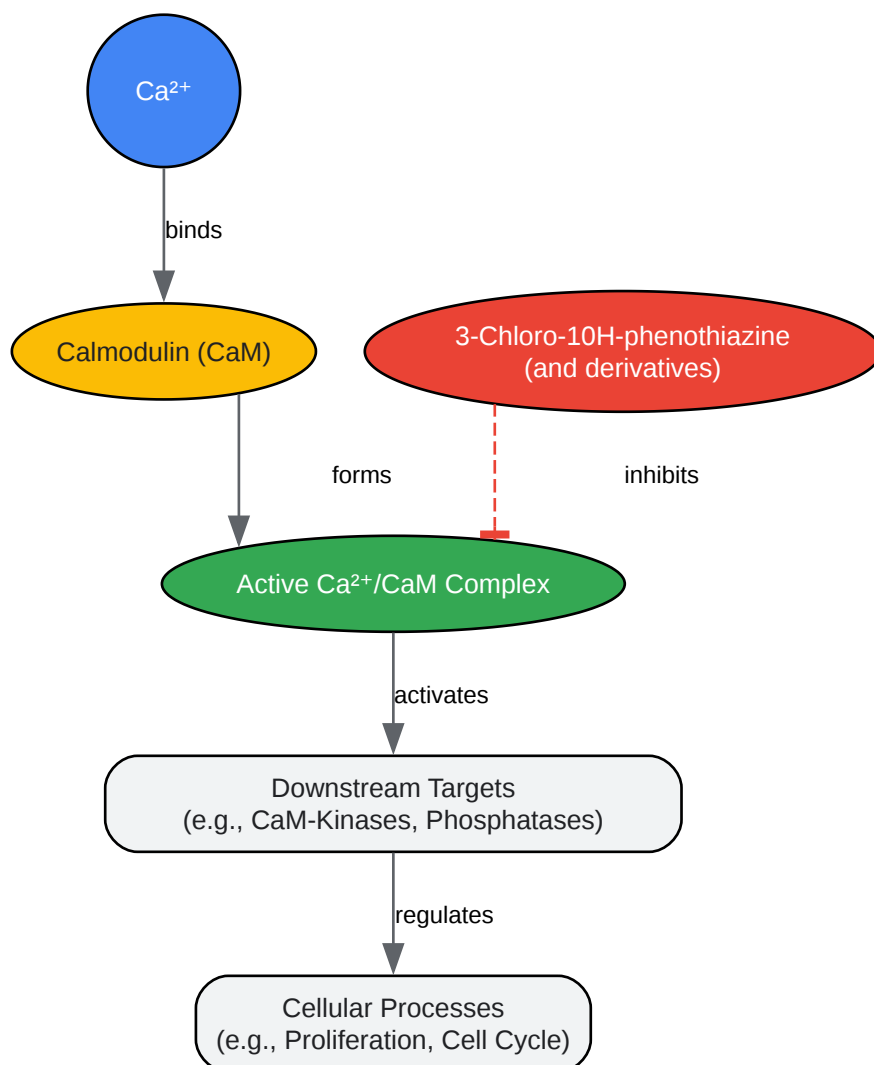 Ca²⁺
binds
Calmodulin (CaM)
3-Chloro-10H-phenothiazine
(and derivatives)
forms
inhibits
Active Ca²⁺/CaM Complex
activates
Downstream Targets
(e.g., CaM-Kinases, Phosphatases)
regulates
Cellular Processes
(e.g., Proliferation, Cell Cycle)